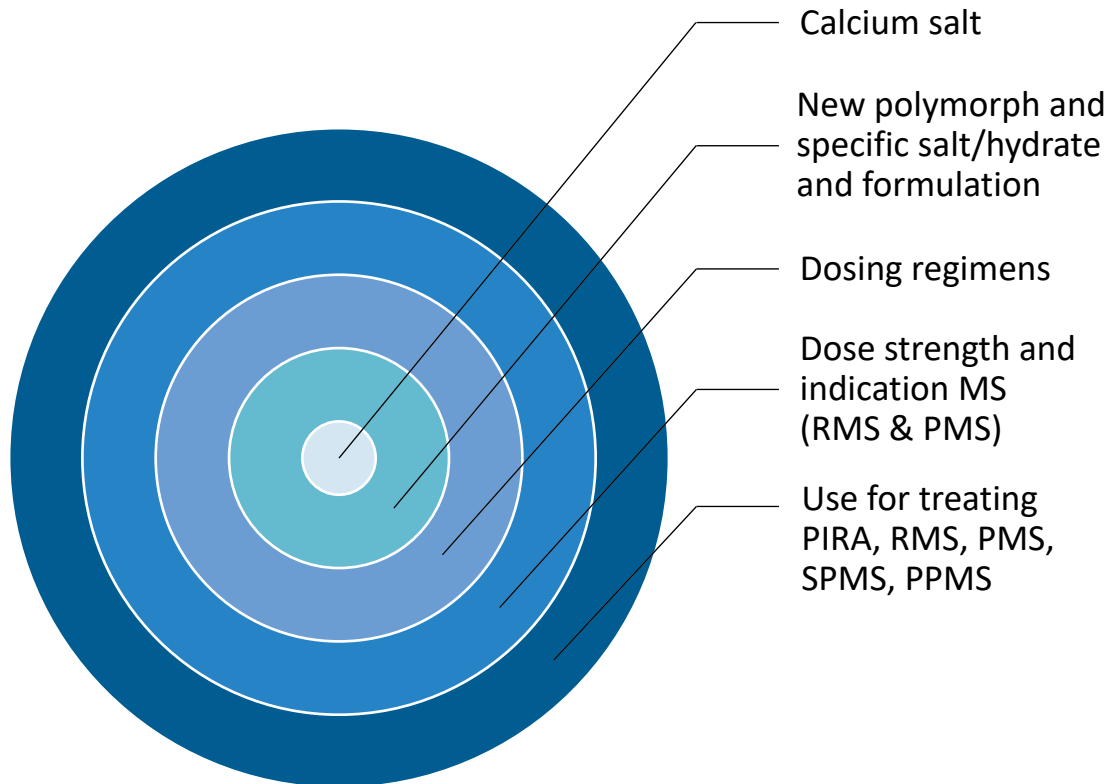 Calcium salt
New polymorph and
specific salt/hydrate
and formulation
Dosing regimens
Dose strength and
indication MS
(RMS & PMS)
Use for treating
PIRA, RMS, PMS,
SPMS, PPMS